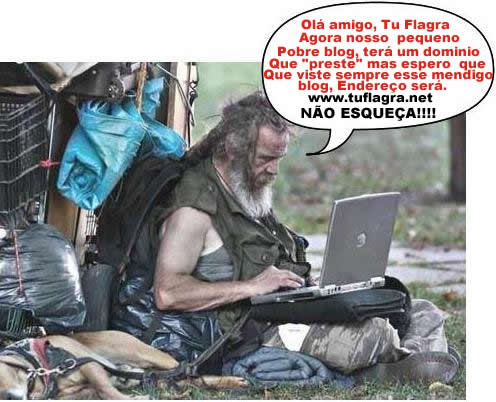 Olá amigo, Tu Flagra
Agora nosso pequeno
Pobre blog, terá um dominio
Que "preste" mas espero que
Que viste sempre esse mendigo
blog, Endereço será.
www.tuflagra.net
NÃO ESQUEÇA!!!!